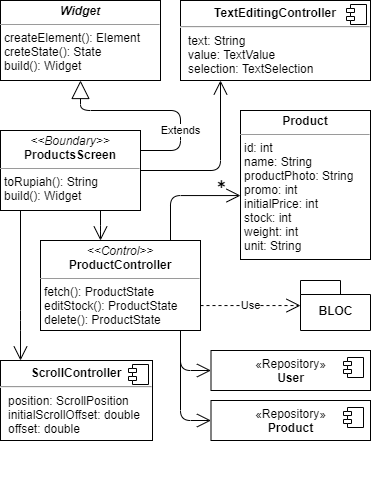 Widget
createElement(): Element
creteState(): State
build(): Widget
TextEditingController
text: String
value: TextValue
selection: TextSelection
Extends
<<Boundary>>
ProductsScreen
toRupiah(): String
build(): Widget
Product
id: int
name: String
productPhoto: String
promo: int
initialPrice: int
stock: int
weight: int
unit: String
*
<<Control>>
ProductController
fetch(): ProductState
editStock(): ProductState
delete(): ProductState
Use
BLOC
ScrollController
position: ScrollPosition
initialScrollOffset: double
offset: double
«Repository»
User
«Repository»
Product